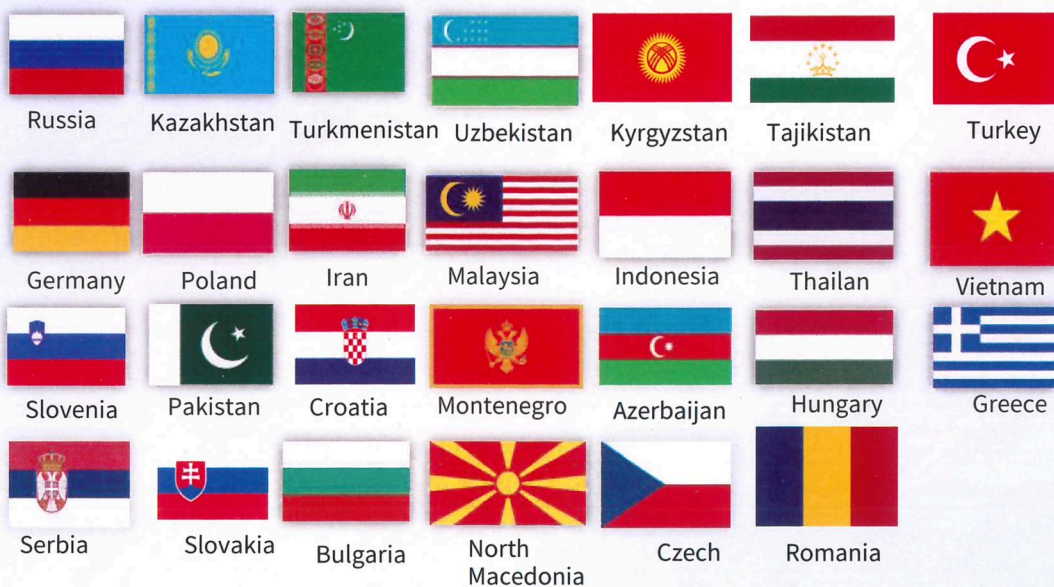 Russia
Kazakhstan
Turkmenistan
Uzbekistan
Kyrgyzstan
Tajikistan
Turkey
Germany
Poland
Iran
Malaysia
Indonesia
Thailan
Vietnam
Slovenia
Pakistan
Croatia
Montenegro
Azerbaijan
Hungary
Greece
Serbia
Slovakia
Bulgaria
North
Macedonia
Czech
Romania